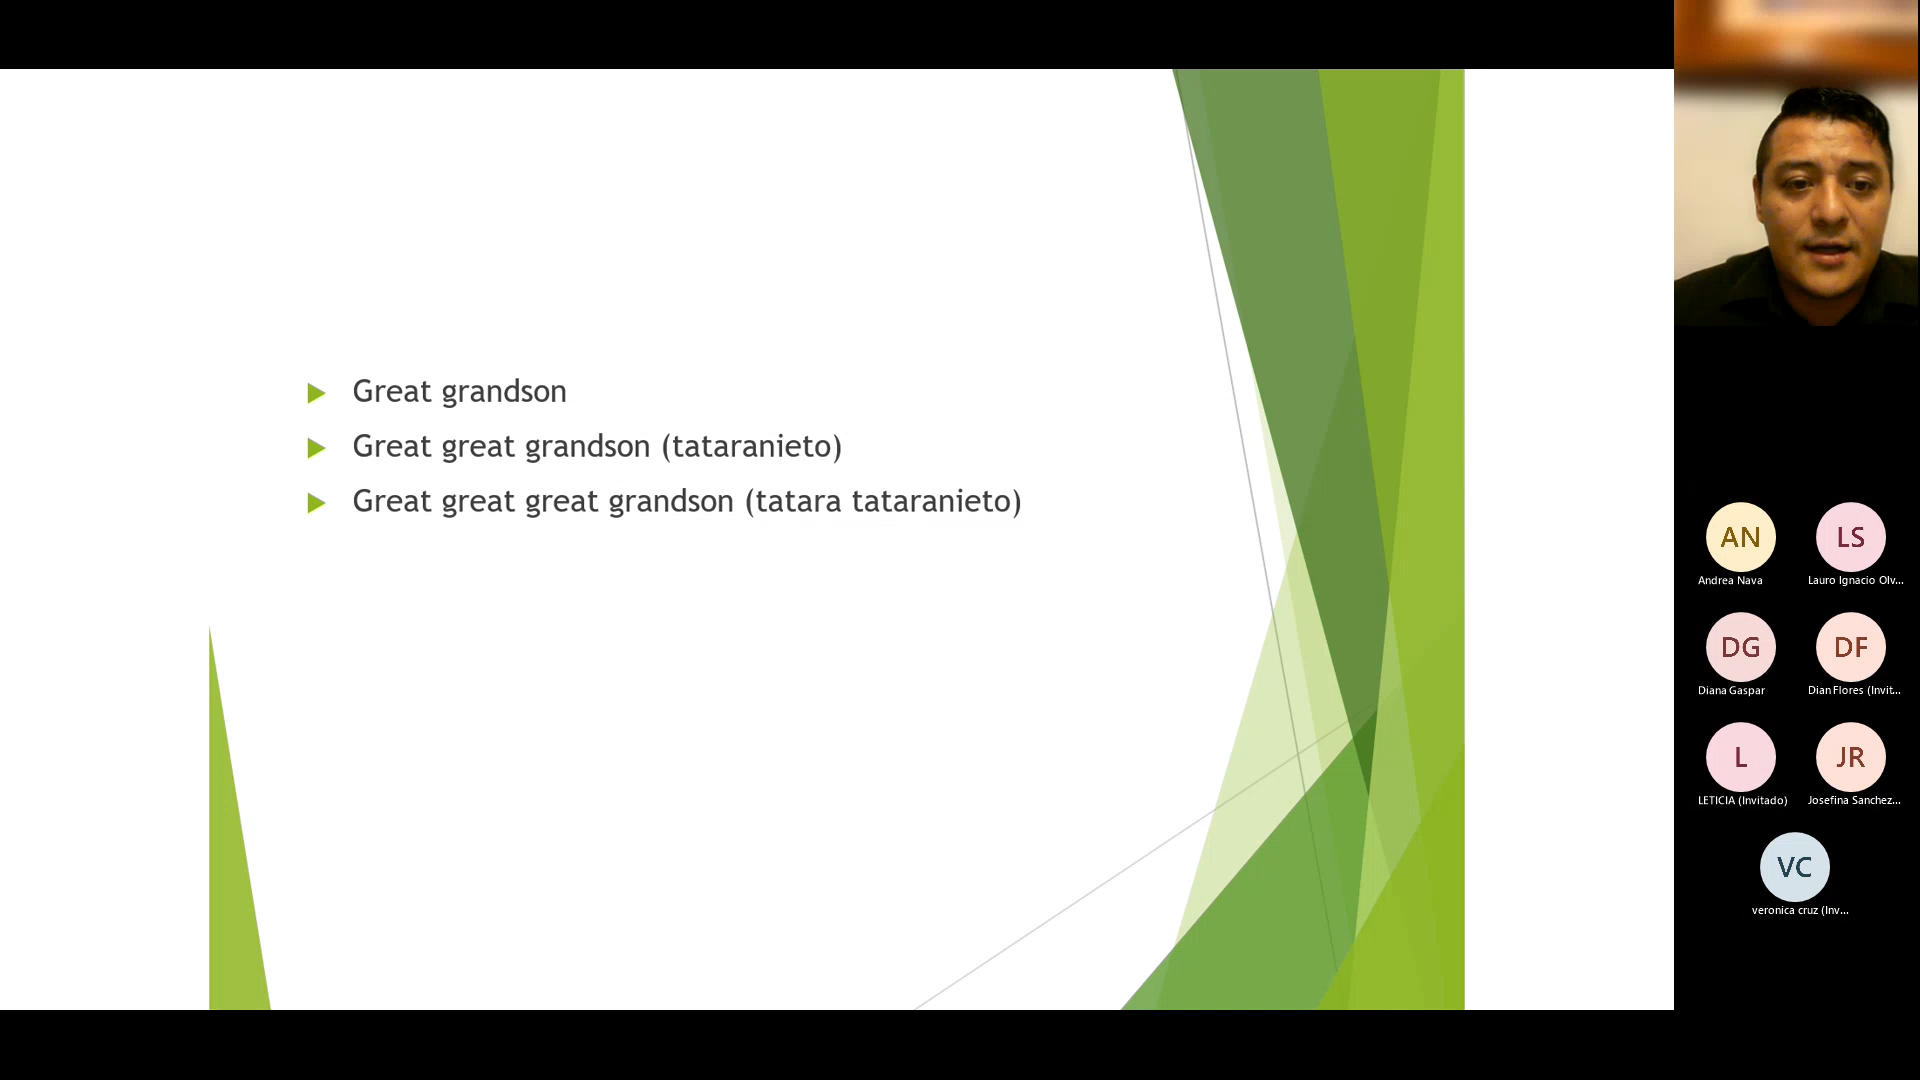 Great grandson
Great great grandson (tataranieto)
Great great great grandson (tatara tataranieto)
AN
LS
Andrea Nava
Lauro Ignacio Olv...
DG
DF
Diana Gaspar
Dian Flores (Invit...
L
JR
LETICIA (Invitado)
Josefina Sanchez...
VC
veronica cruz (Inv...